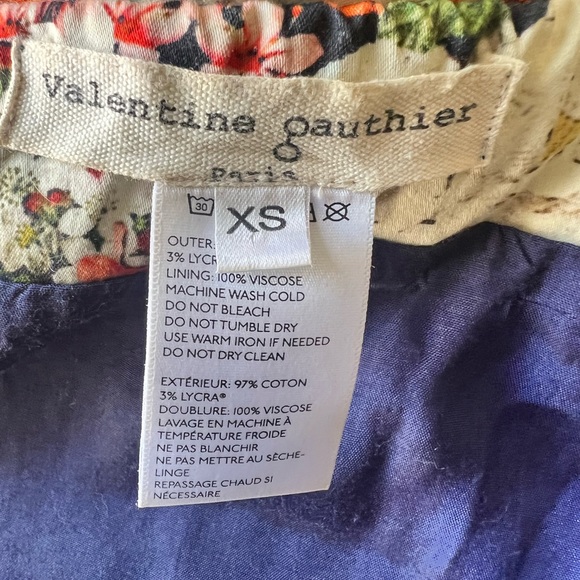 Valentine gauthier
Paris
30
XS
OUTER:
3% LYCR
LINING: 100% VISCOSE
MACHINE WASH COLD
DO NOT BLEACH
DO NOT TUMBLE DRY
USE WARM IRON IF NEEDED
DO NOT DRY CLEAN
EXTÉRIEUR: 97% COTON
3% LYCRA®
DOUBLURE: 100% VISCOSE
LAVAGE EN MACHINE À
TEMPÉRATURE FROIDE
NE PAS BLANCHIR
NE PAS METTRE AU SÈCHE-
LINGE
REPASSAGE CHAUD SI
NÉCESSAIRE